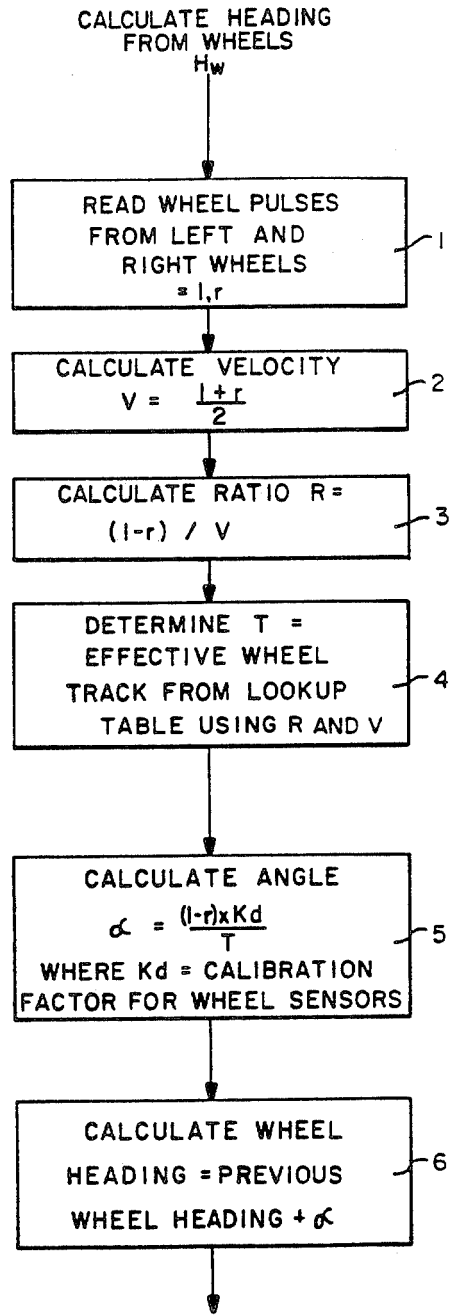 CALCULATE HEADING
FROM WHEELS
Hw
READ WHEEL PULSES
FROM LEFT AND
RIGHT WHEELS
= l,r
1
CALCULATE VELOCITY
V = l + r
2
2
CALCULATE RATIO R =
(l-r) / V
3
DETERMINE T =
EFFECTIVE WHEEL
TRACK FROM LOOKUP
TABLE USING R AND V
4
CALCULATE ANGLE
α = (l-r)xKd
T
WHERE Kd = CALIBRATION
FACTOR FOR WHEEL SENSORS
5
CALCULATE WHEEL
HEADING = PREVIOUS
WHEEL HEADING + α
6